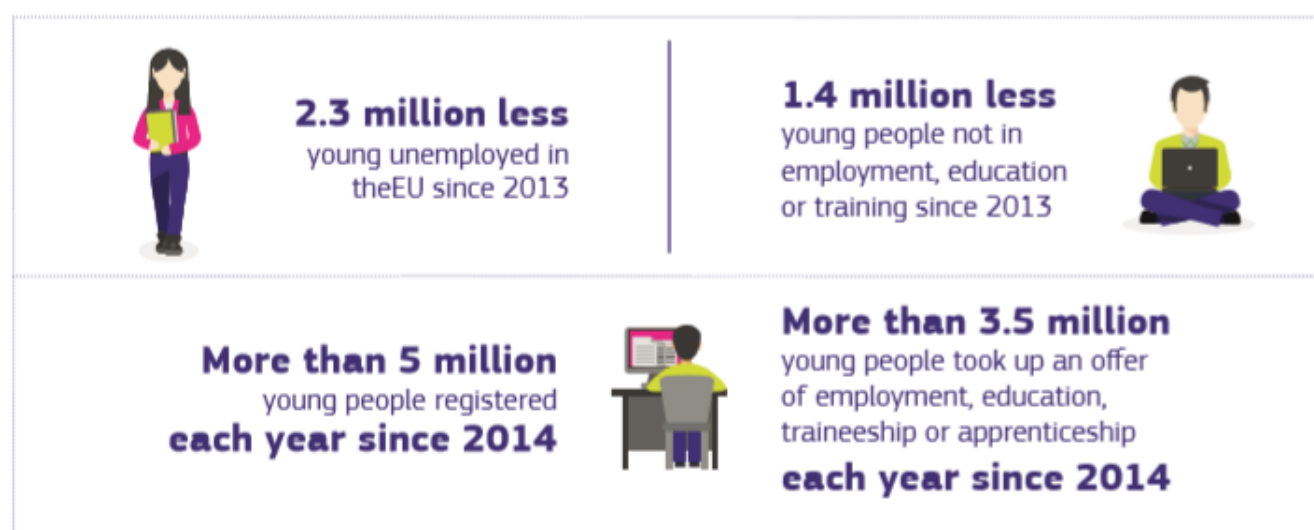 2.3 million less
young unemployed in
theEU since 2013
1.4 million less
young people not in
employment, education
or training since 2013
More than 5 million
young people registered
each year since 2014
More than 3.5 million
young people took up an offer
of employment, education,
traineeship or apprenticeship
each year since 2014